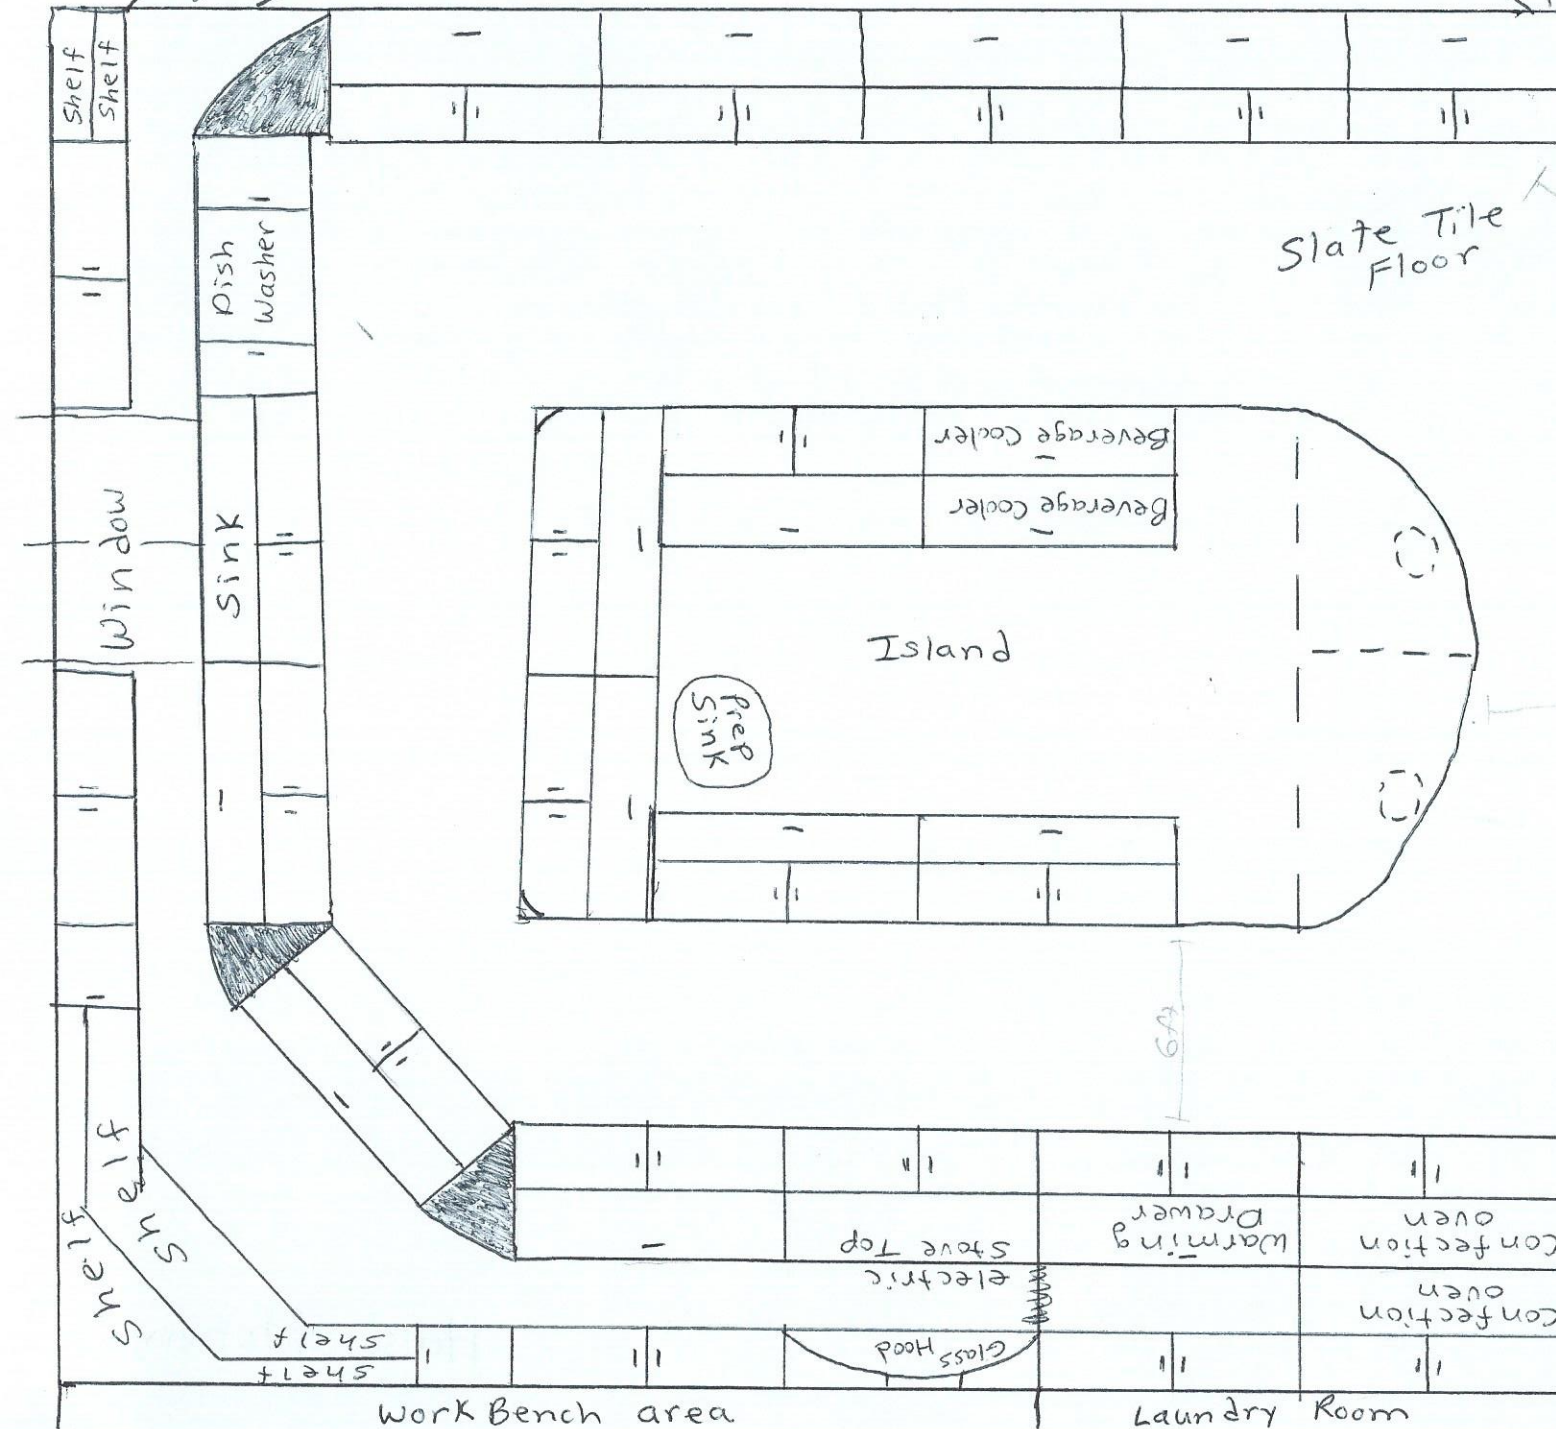 Shelf
Shelf
Slate Tile
Floor
Dish
Washer
Beverage Cooler
Beverage Cooler
Window
Sink
Island
Prep
Sink
6ft
Shelf
Shelf
Warming
Drawer
Confection
oven
electric
Stove Top
Confection
oven
Shelf
Shelf
Glass Hood
Work Bench area
Laundry Room